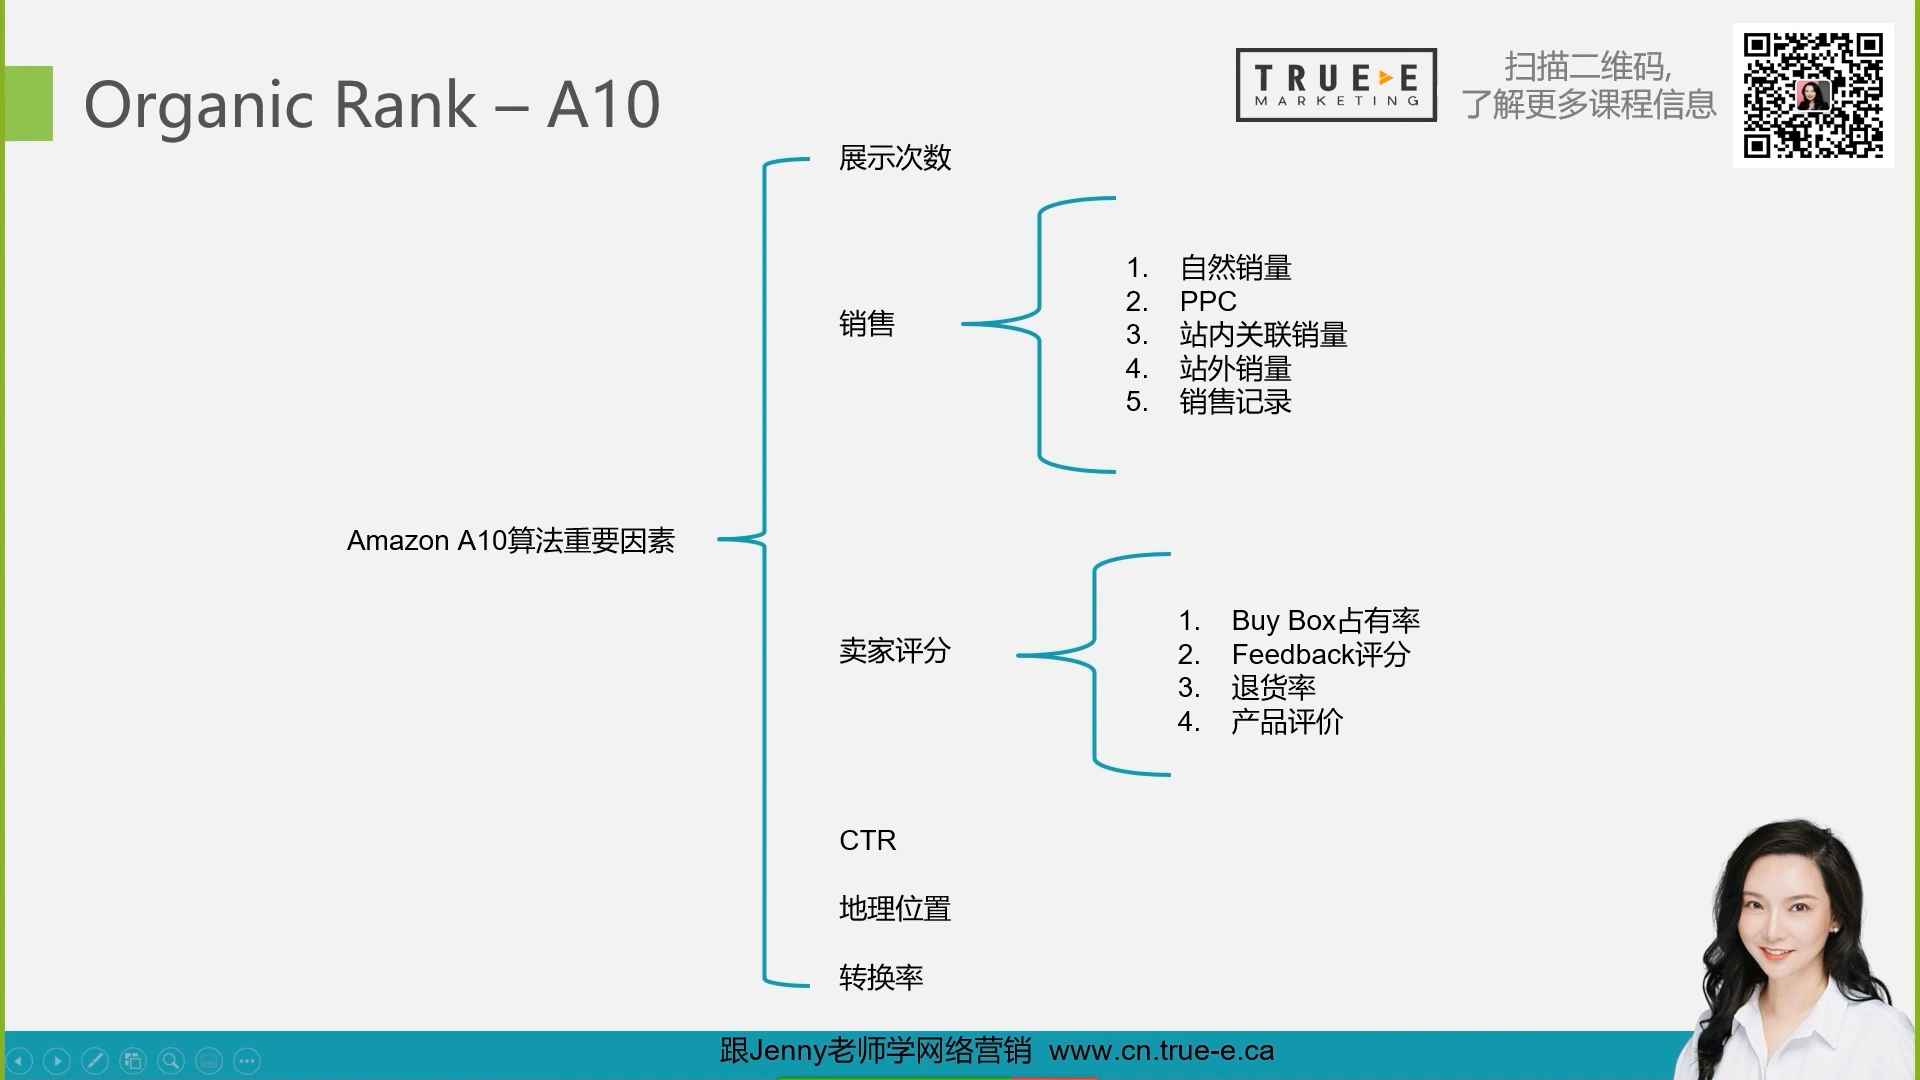 Organic Rank – A10
TRUE E
MARKETING
扫描二维码,
了解更多课程信息
Amazon A10算法重要因素
展示次数
销售
1. 自然销量
2. PPC
3. 站内关联销量
4. 站外销量
5. 销售记录
卖家评分
1. Buy Box占有率
2. Feedback评分
3. 退货率
4. 产品评价
CTR
地理位置
转换率
跟Jenny老师学网络营销 www.cn.true-e.ca